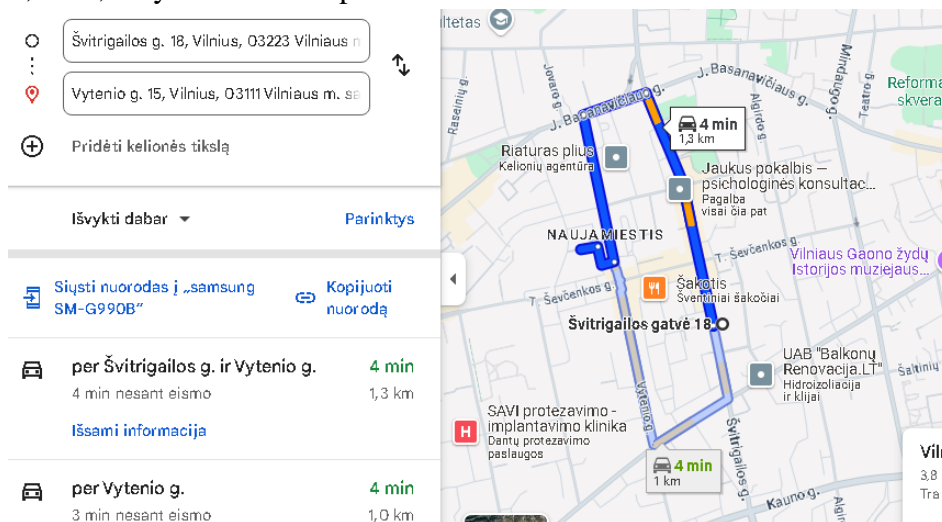 Švitrigailos g. 18, Vilnius, 03223 Vilniaus m
Vytenio g. 15, Vilnius, 03111 Vilniaus m. sa
Pridėti kelionės tikslą
Išvykti dabar
Parinktys
Siųsti nuorodas į „samsung
SM-G990B“
Kopijuoti
nuorodą
per Švitrigailos g. ir Vytenio g.
4 min
4 min nesant eismo
1,3 km
Išsami informacija
per Vytenio g.
4 min
3 min nesant eismo
1,0 km
ultetas
Raseinių g.
Jovaro g.
J. Basanavičiaus g.
J. Basanavičiaus g.
Algirdo g.
Mindaugo g.
Teatro g.
Reforma
skvera
4 min
1,3 km
Riaturas plius
Kelionių agentūra
Jaukus pokalbis –
psichologinės konsultac...
Pagalba
visai čia pat
NAUJAMIESTIS
T. Ševčenkos g.
T. Ševčenkos g.
Vilniaus Gaono žydų
Istorijos muziejaus...
Šakotis
Šventiniai šakočiai
Švitrigailos gatvė 18
UAB "Balkonų
Renovacija.LT"
Hidroizoliacija
ir klijai
Šaltinių
Vytenio g.
SAVI protezavimo -
implantavimo klinika
Dantų protezavimo
paslaugos
4 min
1 km
Švitrigailos g.
Kauno g.
Vil
3,8
Tra